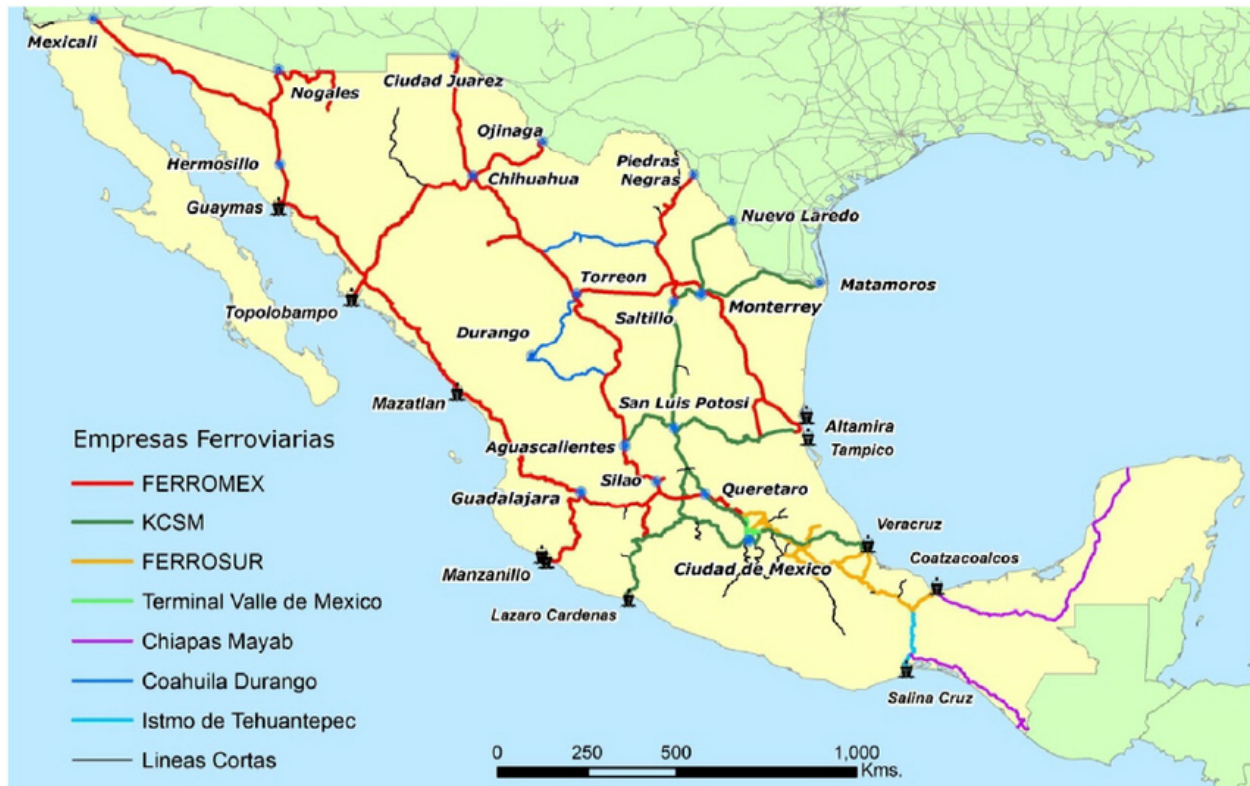 Mexicali
Nogales
Ciudad Juarez
Ojinaga
Hermosillo
Chihuahua
Piedras
Negras
Guaymas
Nuevo Laredo
Torreon
Matamoros
Topolobampo
Saltillo
Monterrey
Durango
Mazatlan
San Luis Potosi
Altamira
Tampico
Aguascalientes
Silao
Queretaro
Guadalajara
Veracruz
Coatzacoalcos
Manzanillo
Ciudad de Mexico
Lazaro Cardenas
Salina Cruz
Empresas Ferroviarias
FERROMEX
KCSM
FERROSUR
Terminal Valle de Mexico
Chiapas Mayab
Coahuila Durango
Istmo de Tehuantepec
Lineas Cortas
0 250 500 1,000
Kms.